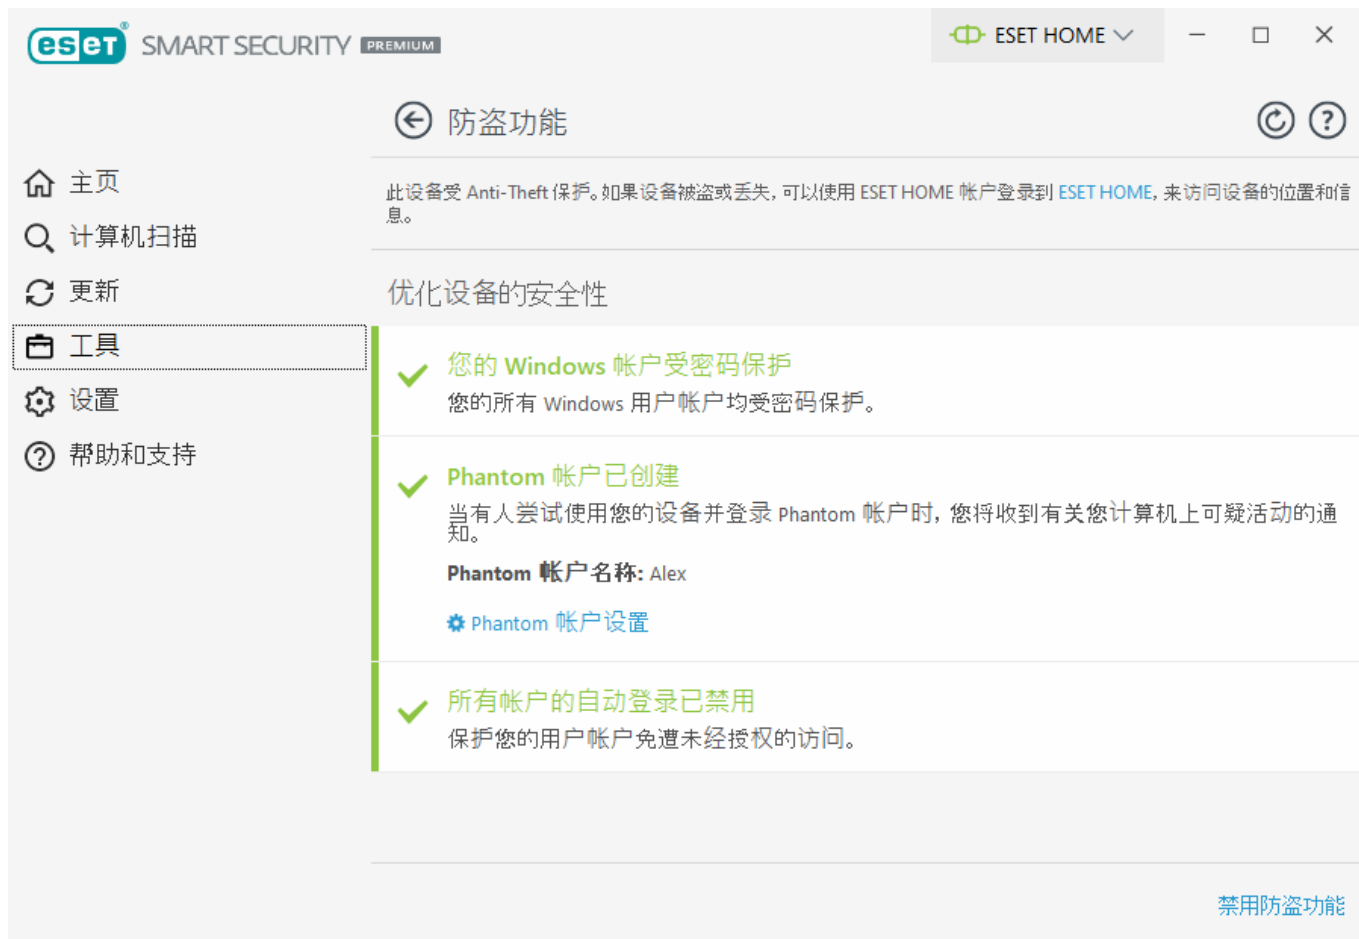 eset® SMART SECURITY PREMIUM
ESET HOME
防盗功能
主页
计算机扫描
更新
工具
设置
帮助和支持
此设备受 Anti-Theft 保护。如果设备被盗或丢失, 可以使用 ESET HOME 帐户登录到 ESET HOME, 来访问设备的位置和信
息。
优化设备的安全性
您的 Windows 帐户受密码保护
您的所有 Windows 用户帐户均受密码保护。
Phantom 帐户已创建
当有人尝试使用您的设备并登录 Phantom 帐户时, 您将收到有关您计算机上可疑活动的通
知。
Phantom 帐户名称: Alex
Phantom 帐户设置
所有帐户的自动登录已禁用
保护您的用户帐户免遭未经授权的访问。
禁用防盗功能